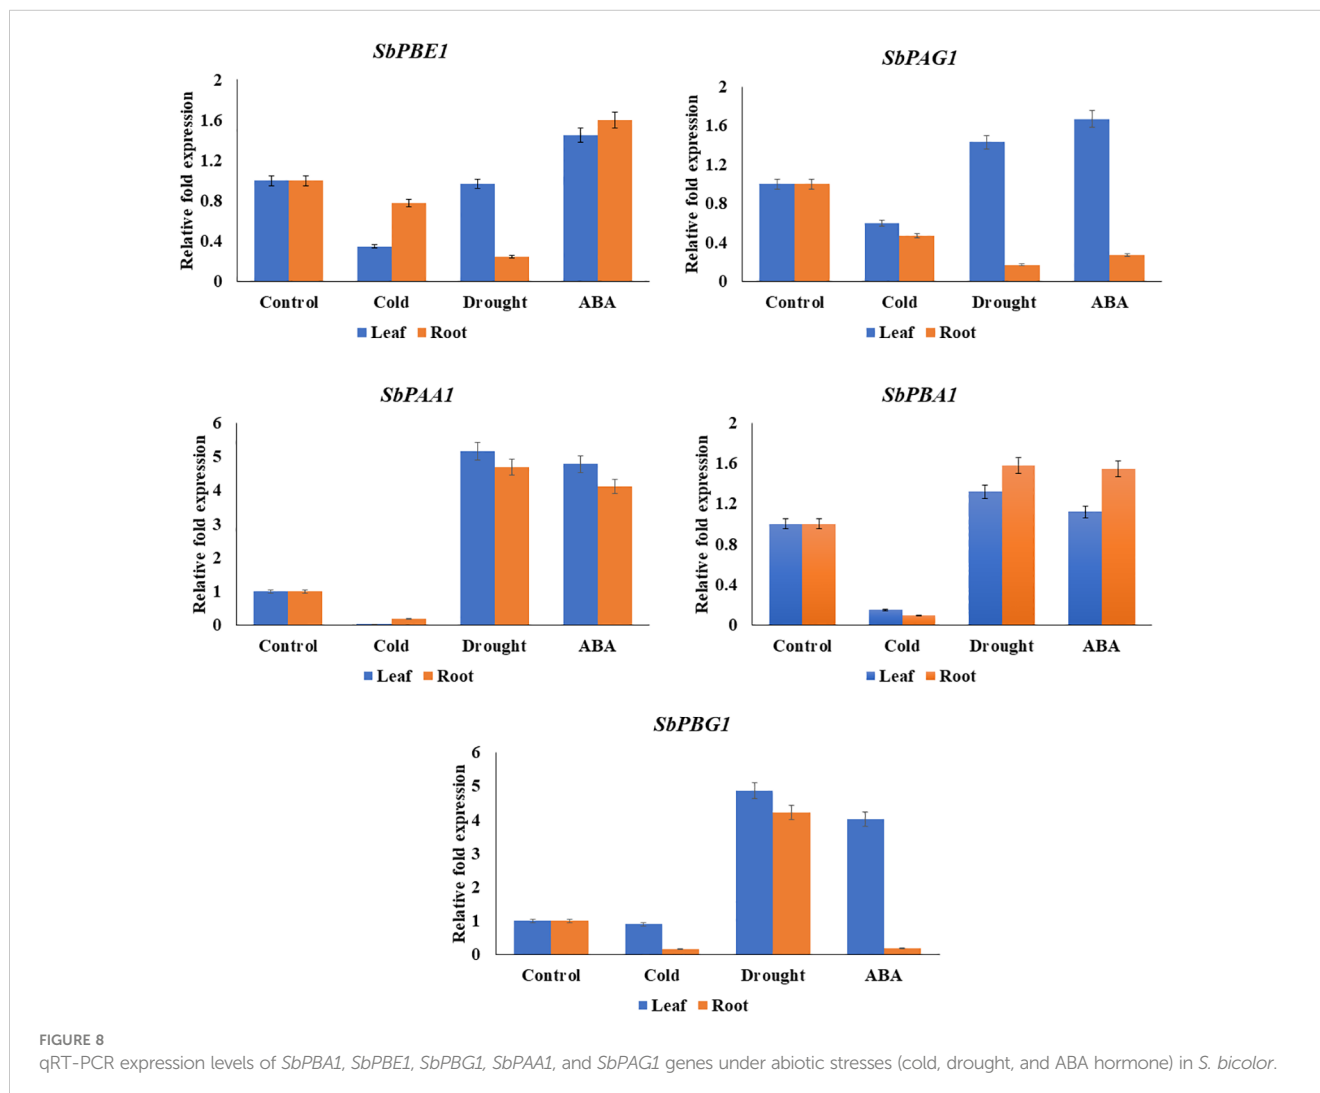 SbPBE1
Relative fold expression
2
1.6
1.2
0.8
0.4
0
Control Cold Drought ABA
Leaf Root
SbPAG1
Relative fold expression
2
1.6
1.2
0.8
0.4
0
Control Cold Drought ABA
Leaf Root
SbPAA1
Relative fold expression
6
5
4
3
2
1
0
Control Cold Drought ABA
Leaf Root
SbPBA1
Relative fold expression
2
1.6
1.2
0.8
0.4
0
Control Cold Drought ABA
Leaf Root
SbPBG1
Relative fold expression
6
5
4
3
2
1
0
Control Cold Drought ABA
Leaf Root
FIGURE 8
qRT-PCR expression levels of SbPBA1, SbPBE1, SbPBG1, SbPAA1, and SbPAG1 genes under abiotic stresses (cold, drought, and ABA hormone) in S. bicolor.